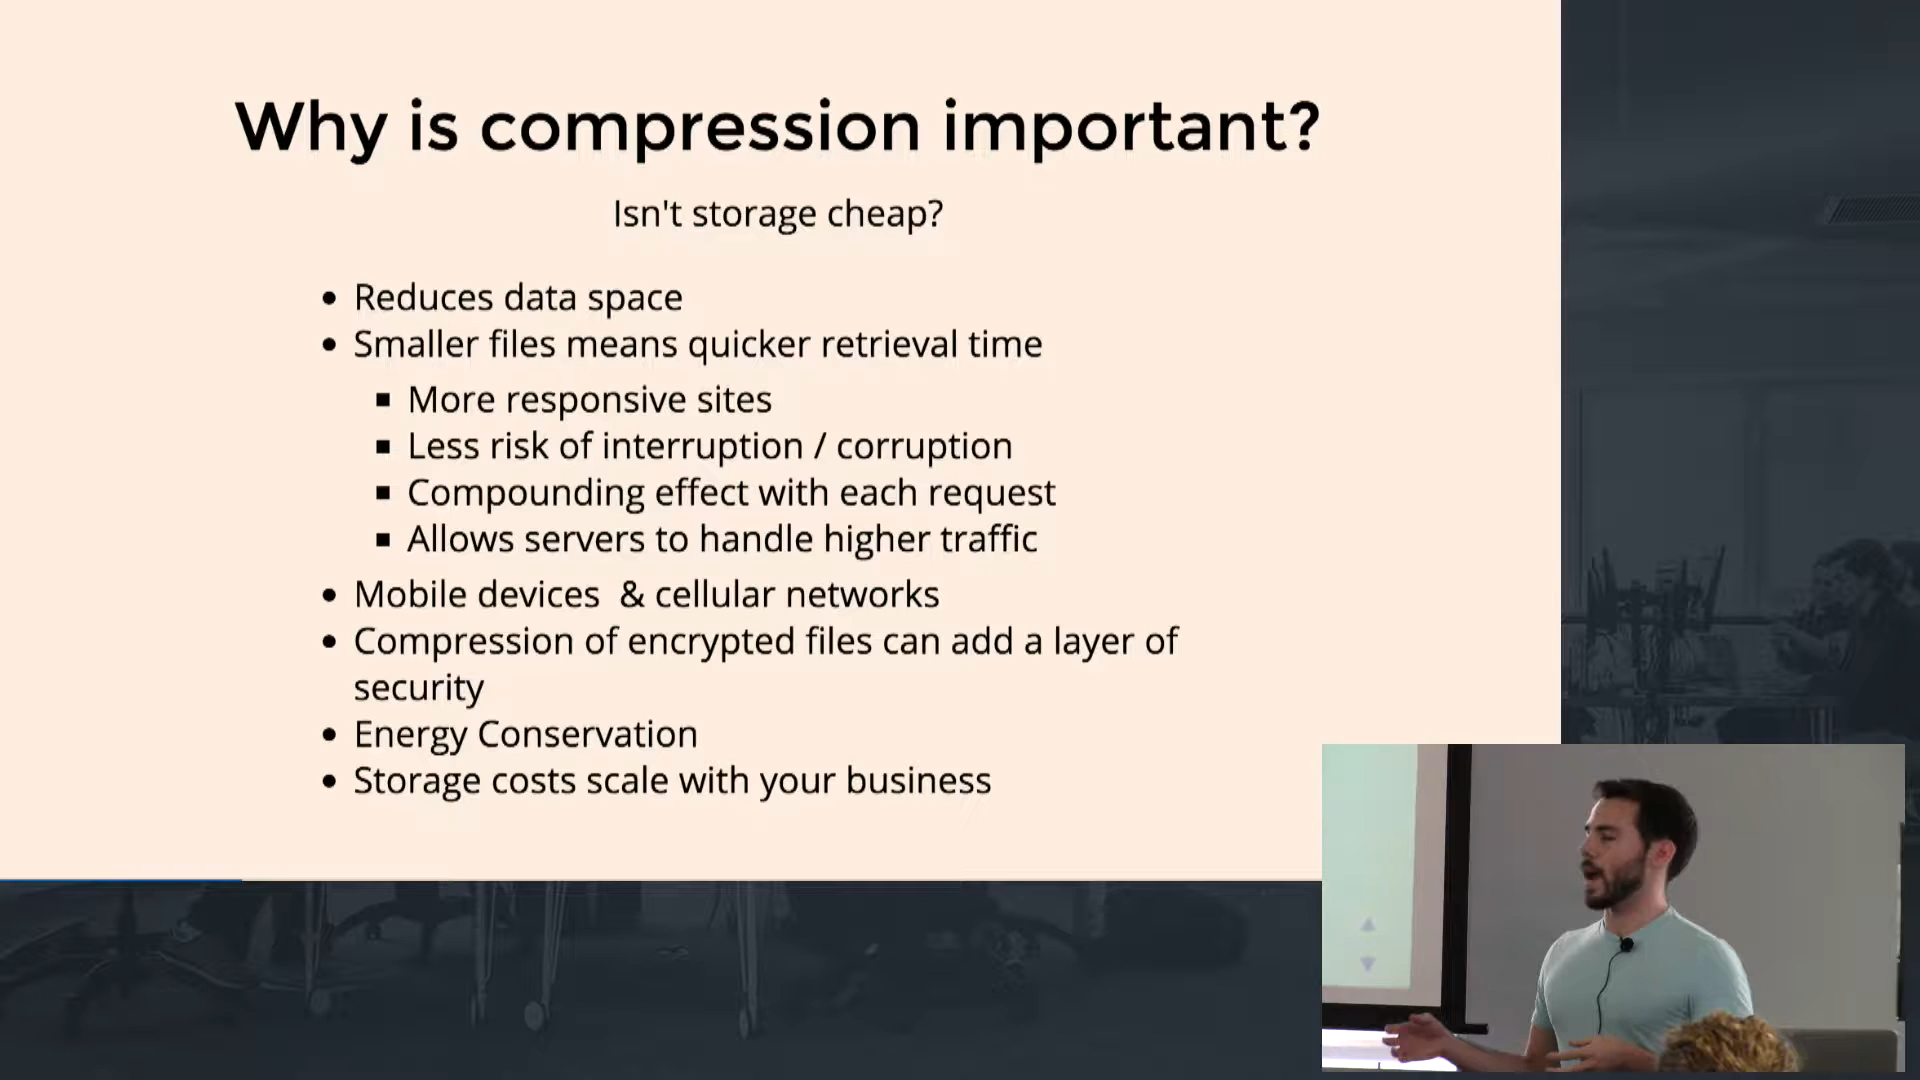 Why is compression important?
Isn't storage cheap?
Reduces data space
Smaller files means quicker retrieval time
More responsive sites
Less risk of interruption / corruption
Compounding effect with each request
Allows servers to handle higher traffic
Mobile devices & cellular networks
Compression of encrypted files can add a layer of
security
Energy Conservation
Storage costs scale with your business